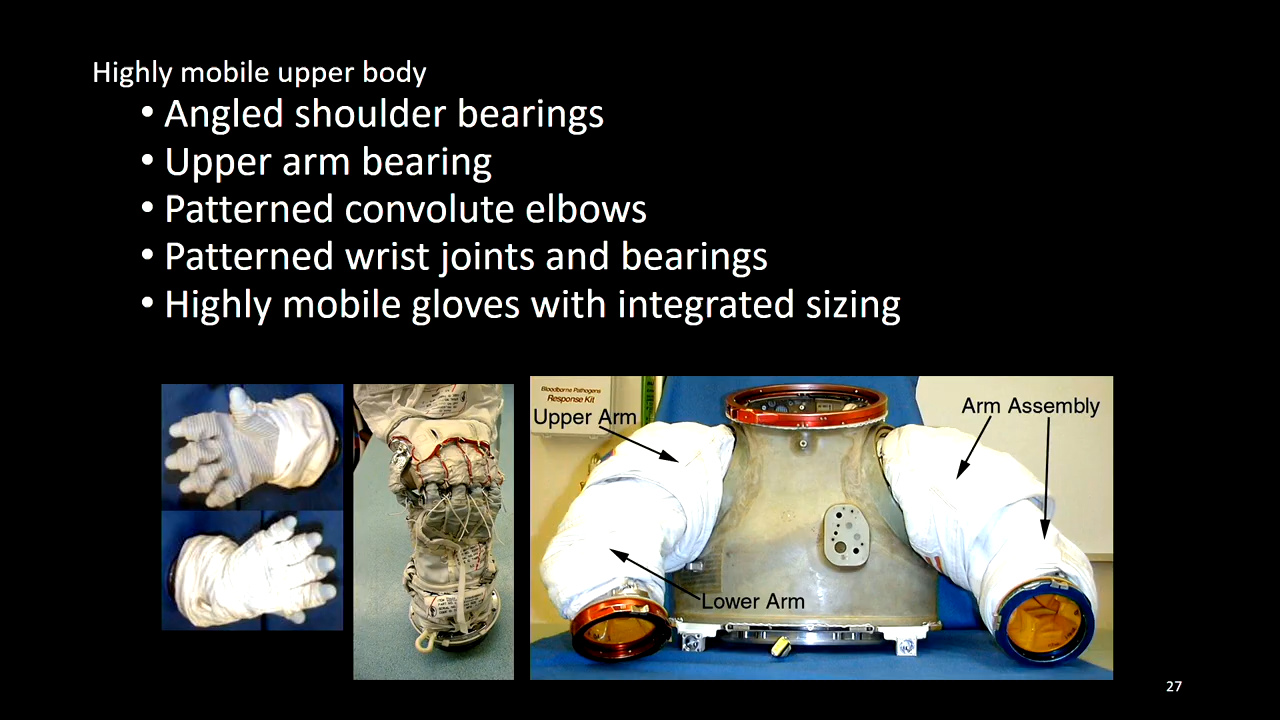 Highly mobile upper body
• Angled shoulder bearings
• Upper arm bearing
• Patterned convolute elbows
• Patterned wrist joints and bearings
• Highly mobile gloves with integrated sizing
Bloodborne Pathogens
Response Kit
Upper Arm
Arm Assembly
Lower Arm
27